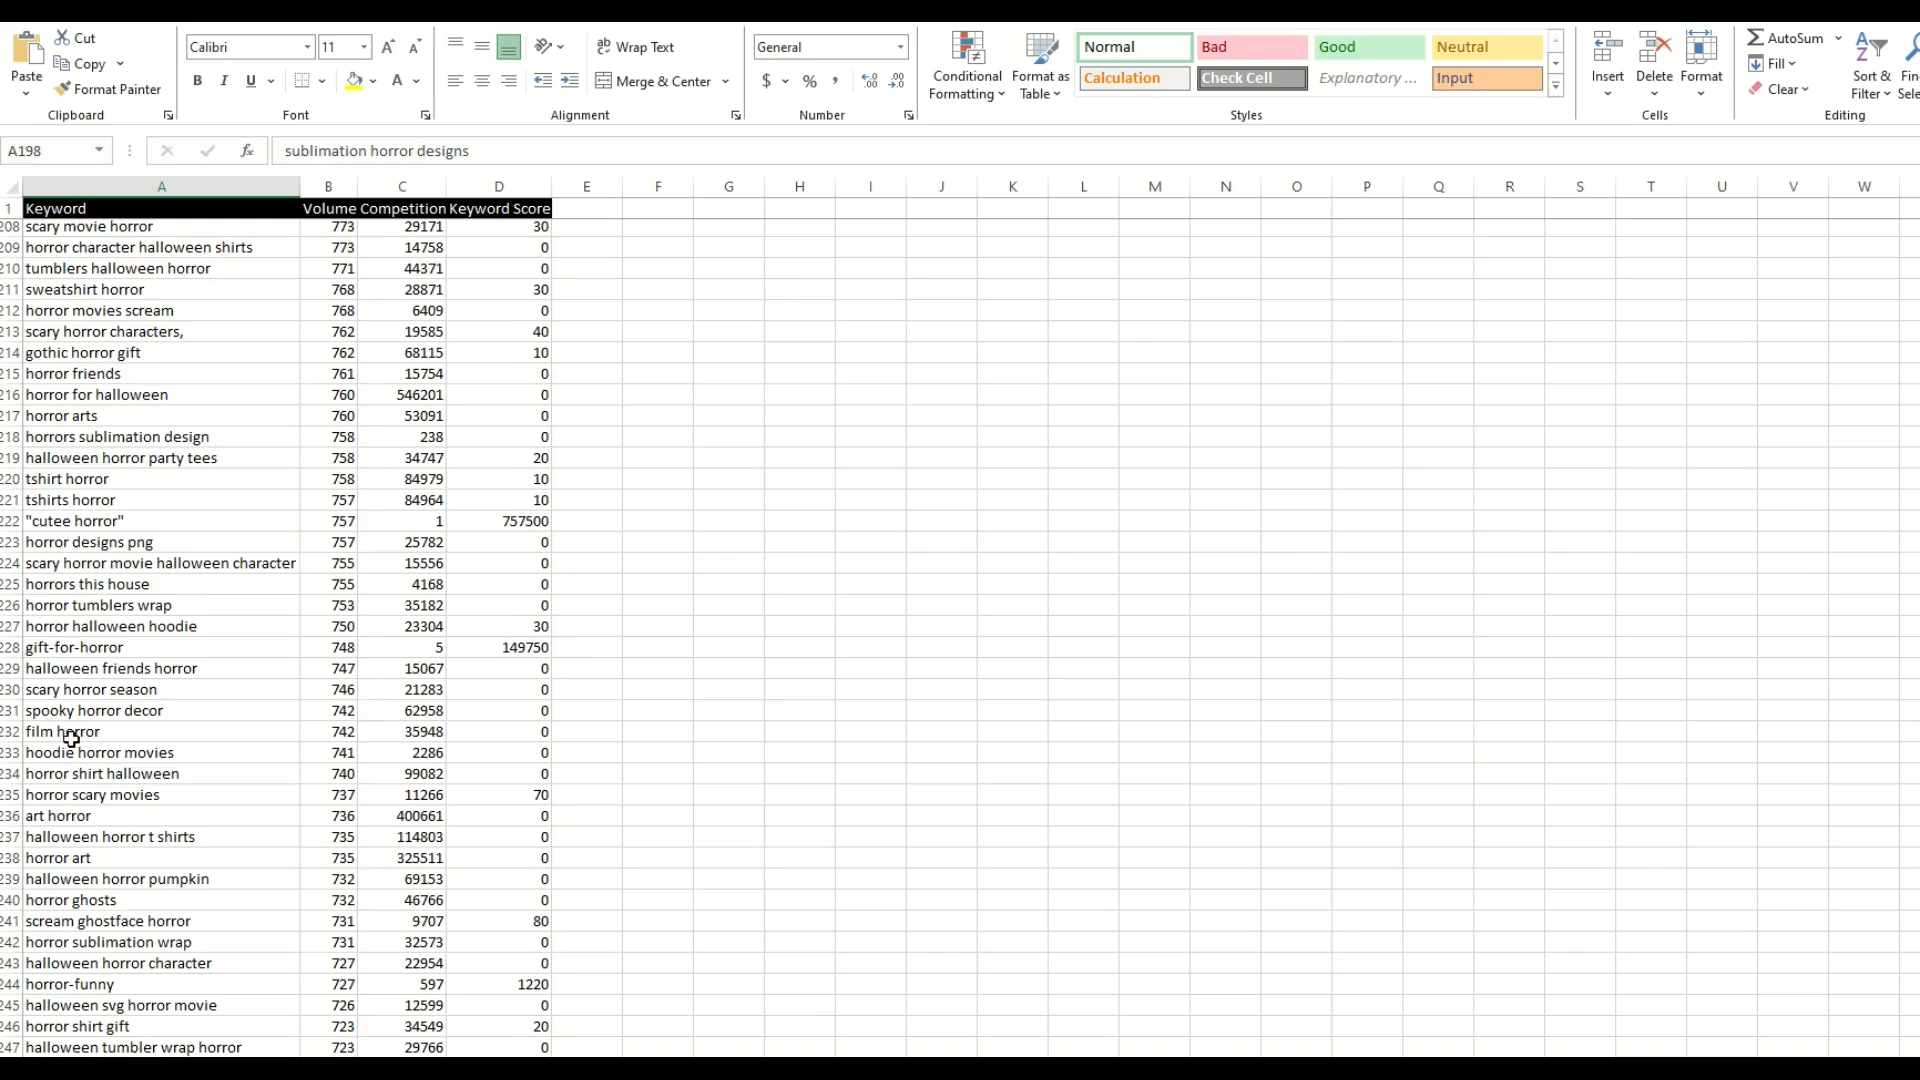 Cut
Copy
Format Painter
Paste
Clipboard
Calibri 11
B I U
Font
Wrap Text
Merge & Center
Alignment
General
$ %
Number
Conditional Formatting
Format as Table
Normal Bad Good Neutral
Calculation Check Cell Explanatory ... Input
Styles
Insert Delete Format
Cells
AutoSum
Fill
Clear
Sort & Filter
Editing
A198 fx sublimation horror designs
A B C D E F G H I J K L M N O P Q R S T U V W
1 Keyword Volume Competition Keyword Score
208 scary movie horror 773 29171 30
209 horror character halloween shirts 773 14758 0
210 tumblers halloween horror 771 44371 0
211 sweatshirt horror 768 28871 30
212 horror movies scream 768 6409 0
213 scary horror characters, 762 19585 40
214 gothic horror gift 762 68115 10
215 horror friends 761 15754 0
216 horror for halloween 760 546201 0
217 horror arts 760 53091 0
218 horrors sublimation design 758 238 0
219 halloween horror party tees 758 34747 20
220 tshirt horror 758 84979 10
221 tshirts horror 757 84964 10
222 "cutee horror" 757 1 757500
223 horror designs png 757 25782 0
224 scary horror movie halloween character 755 15556 0
225 horrors this house 755 4168 0
226 horror tumblers wrap 753 35182 0
227 horror halloween hoodie 750 23304 30
228 gift-for-horror 748 5 149750
229 halloween friends horror 747 15067 0
230 scary horror season 746 21283 0
231 spooky horror decor 742 62958 0
232 film horror 742 35948 0
233 hoodie horror movies 741 2286 0
234 horror shirt halloween 740 99082 0
235 horror scary movies 737 11266 70
236 art horror 736 400661 0
237 halloween horror t shirts 735 114803 0
238 horror art 735 325511 0
239 halloween horror pumpkin 732 69153 0
240 horror ghosts 732 46766 0
241 scream ghostface horror 731 9707 80
242 horror sublimation wrap 731 32573 0
243 halloween horror character 727 22954 0
244 horror-funny 727 597 1220
245 halloween svg horror movie 726 12599 0
246 horror shirt gift 723 34549 20
247 halloween tumbler wrap horror 723 29766 0